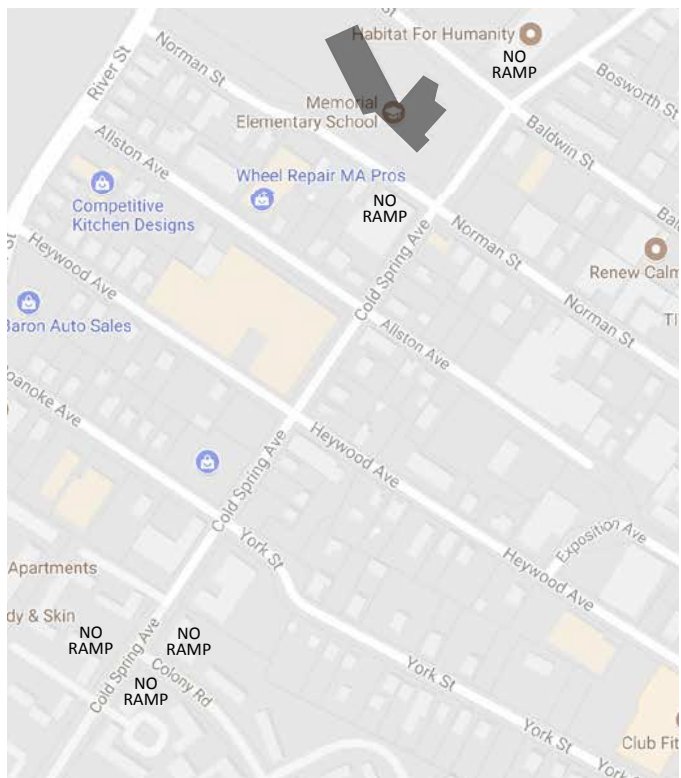 Habitat For Humanity
NO
RAMP
River St
Norman St
Bosworth St
Memorial
Elementary School
Baldwin St
Allston Ave
Wheel Repair MA Pros
NO
RAMP
Competitive
Kitchen Designs
Cold Spring Ave
Norman St
Renew Calm
Heywood Ave
Norman St
Baron Auto Sales
Allston Ave
Roanoke Ave
Heywood Ave
Cold Spring Ave
York St
Exposition Ave
Heywood Ave
Apartments
dy & Skin
NO
RAMP
NO
RAMP
Cold Spring Ave
NO
RAMP
Colony Rd
York St
York St
Club Fit
York